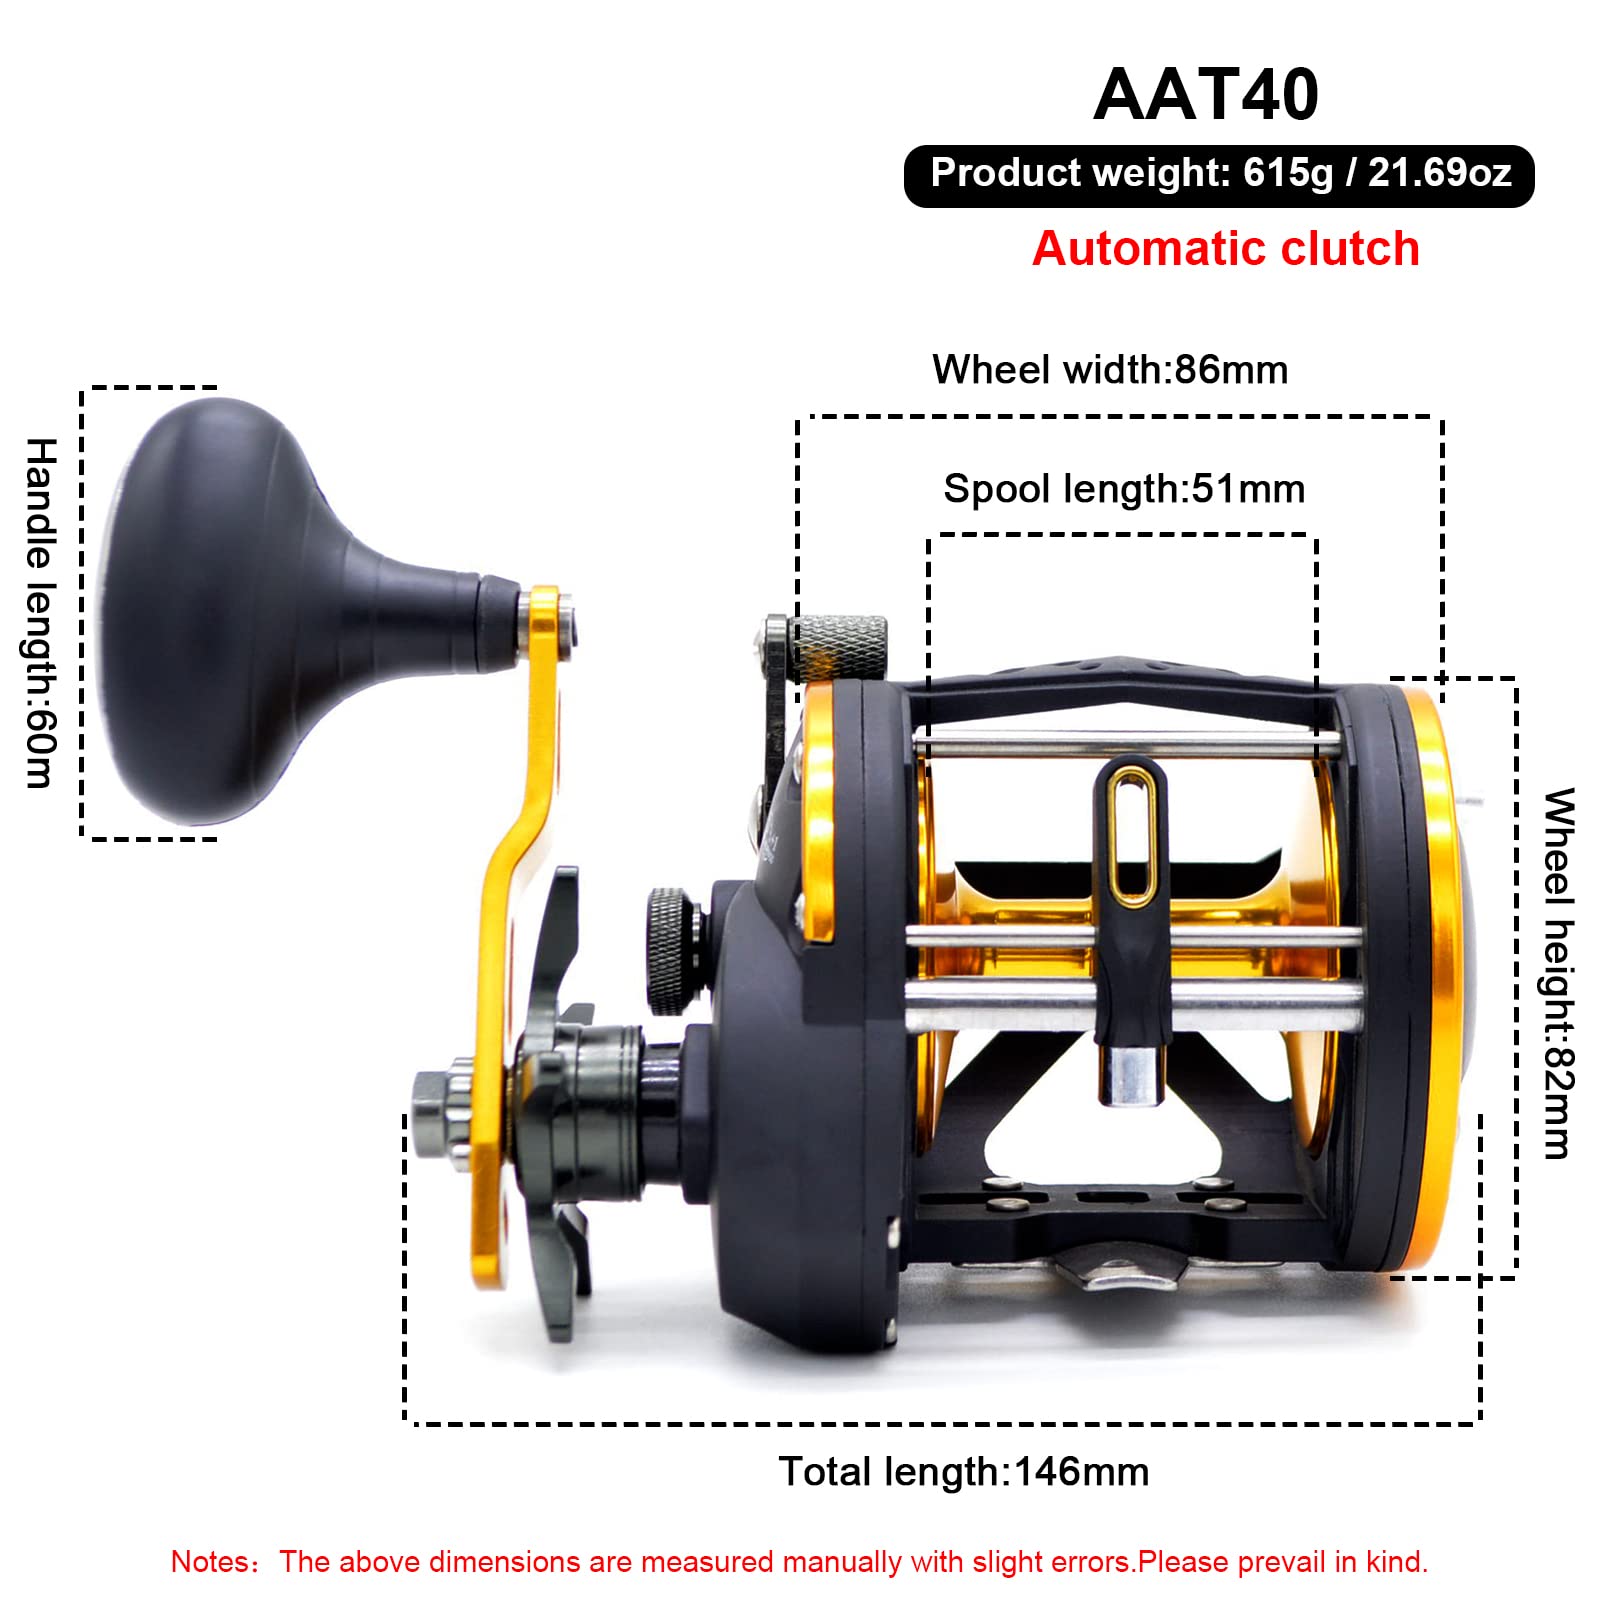 AAT40
Product weight: 615g / 21.69oz
Automatic clutch
Wheel width:86mm
Spool length:51mm
Handle length:60m
Wheel height:82mm
Total length:146mm
Notes：The above dimensions are measured manually with slight errors.Please prevail in kind.